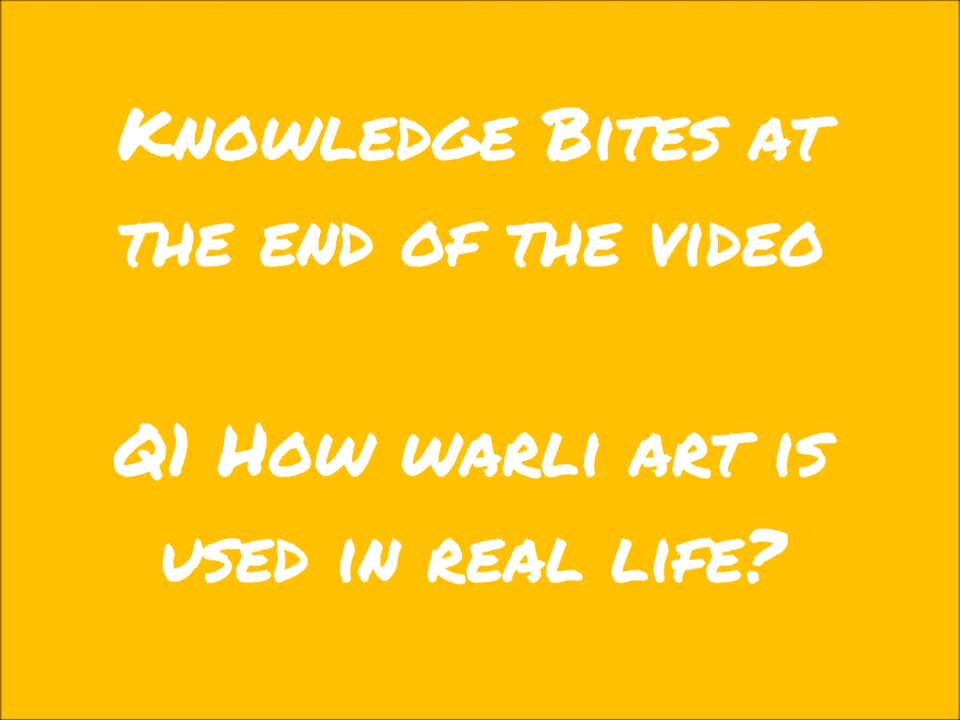 Knowledge Bites at
the end of the video
Q1 How warli art is
used in real life?